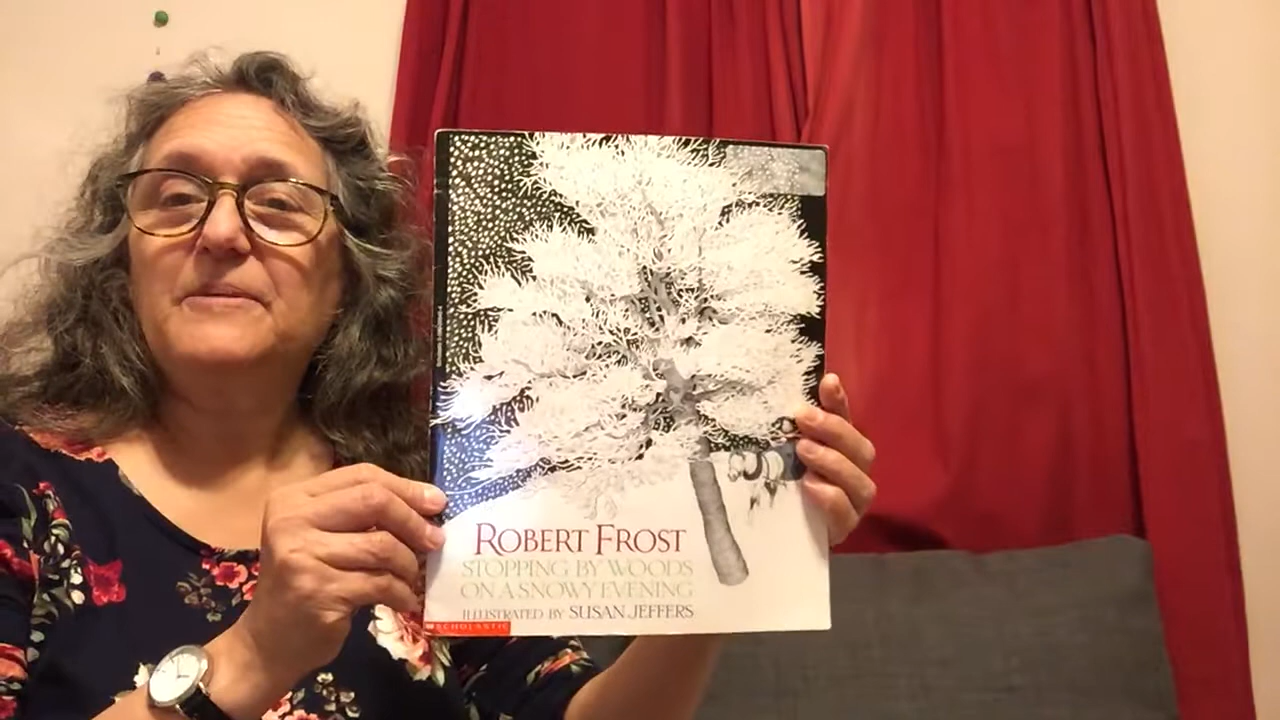 ROBERT FROST
STOPPING BY WOODS
ON A SNOWY EVENING
ILLUSTRATED BY SUSAN JEFFERS
SCHOLASTIC